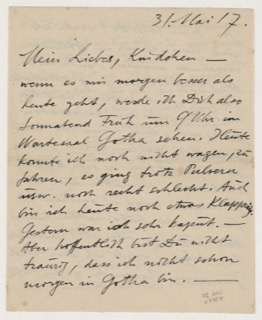 31. Mai 17.
Mein Liebes, Kindchen —
wenn es mir morgen besser als
heute geht, werde ich Dich also
Sonnabend früh um 9 Uhr im
Wartesaal Gotha sehen. Heute
konnte ich noch nicht wagen, zu
fahren, es ging trotz Pulverer
usw. noch recht schlecht. Auch
bin ich heute noch etwas klapprig.
Gestern war ich sehr kaputt. —
Aber hoffentlich bist Du nicht
traurig, dass ich nicht schon
morgen in Gotha bin. —